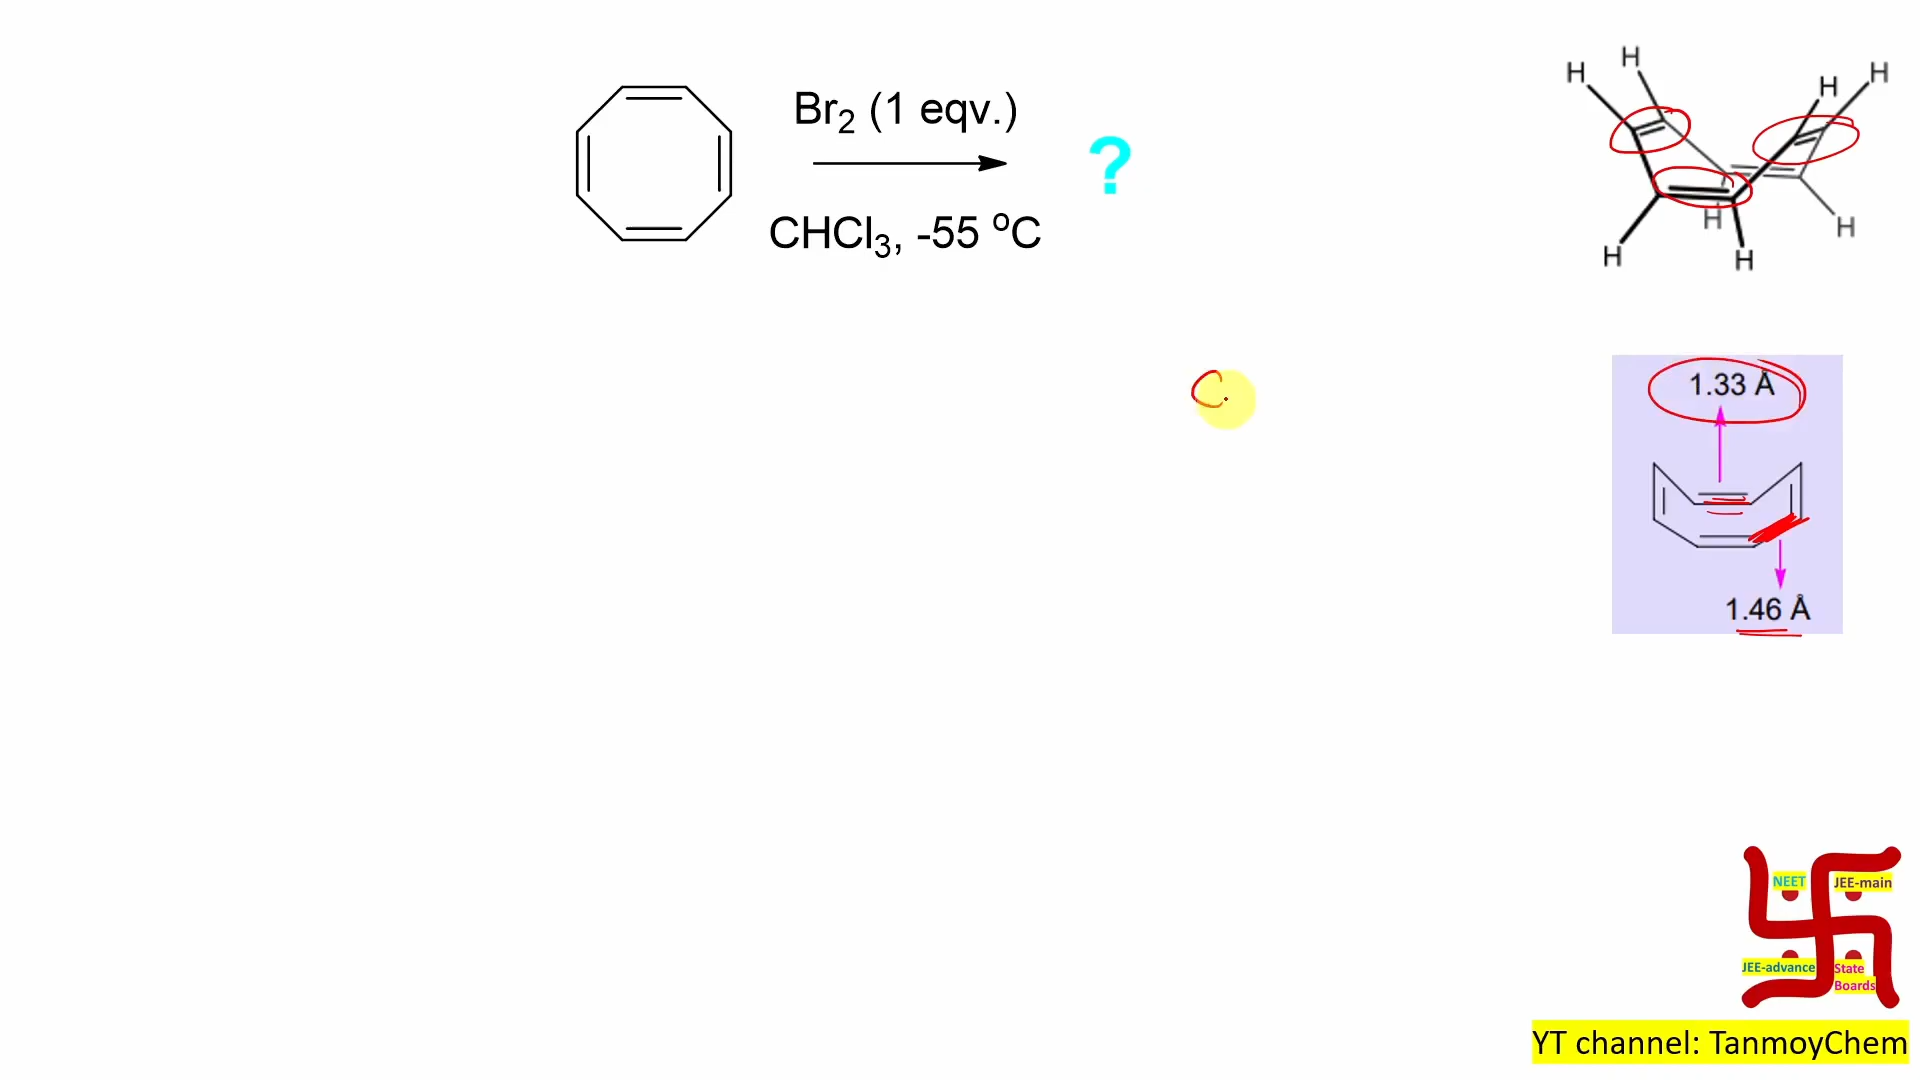 Br₂ (1 eqv.)
CHCl₃, -55 ºC
?
H
H
H
H
H
H
H
H
1.33 Å
1.46 Å
NEET
JEE-main
JEE-advance
State
Boards
YT channel: TanmoyChem